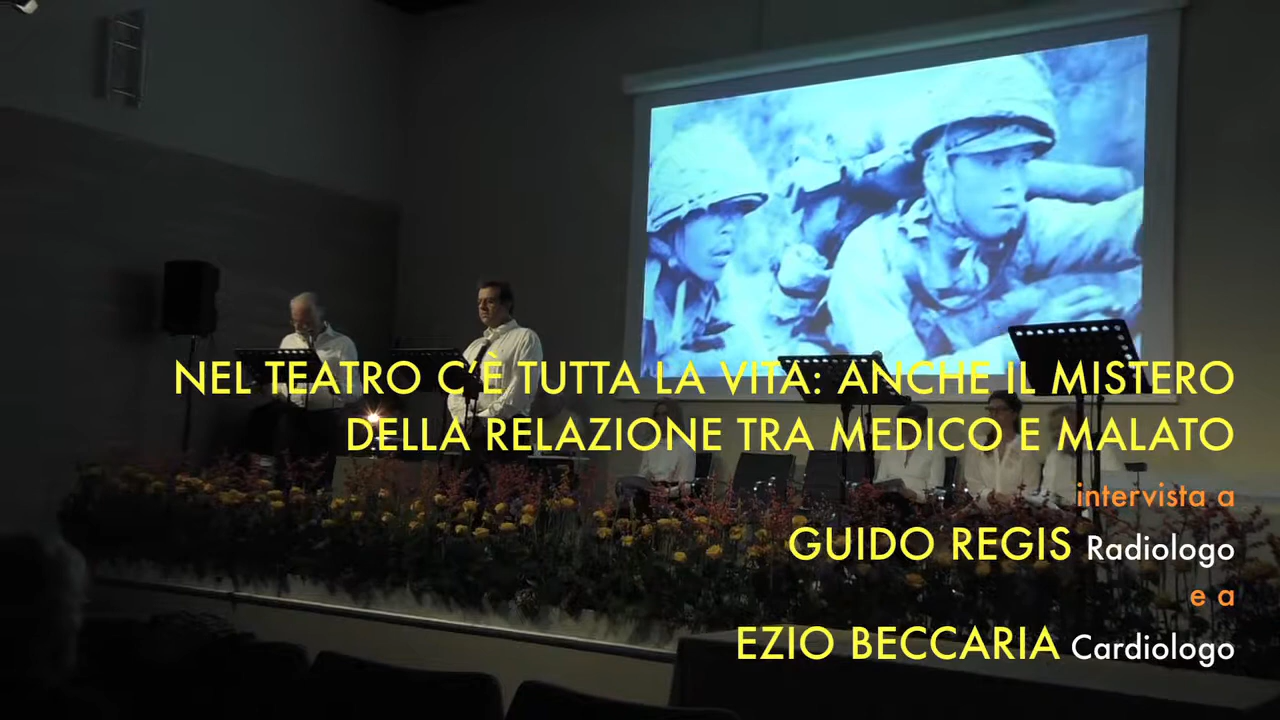 NEL TEATRO C'È TUTTA LA VITA: ANCHE IL MISTERO
DELLA RELAZIONE TRA MEDICO E MALATO
intervista a
GUIDO REGIS Radiologo
e a
EZIO BECCARIA Cardiologo